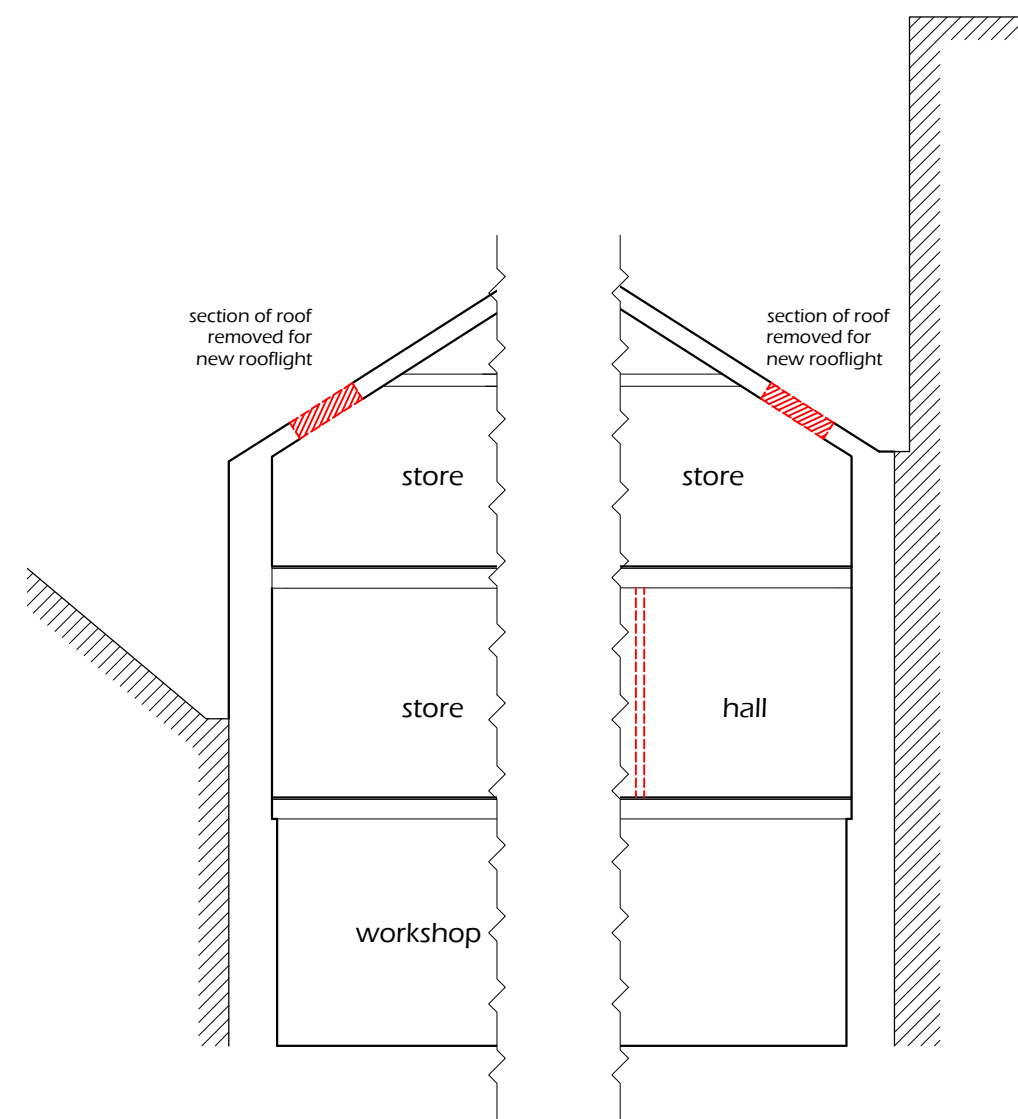 section of roof
removed for
new rooflight
section of roof
removed for
new rooflight
store
store
store
hall
workshop